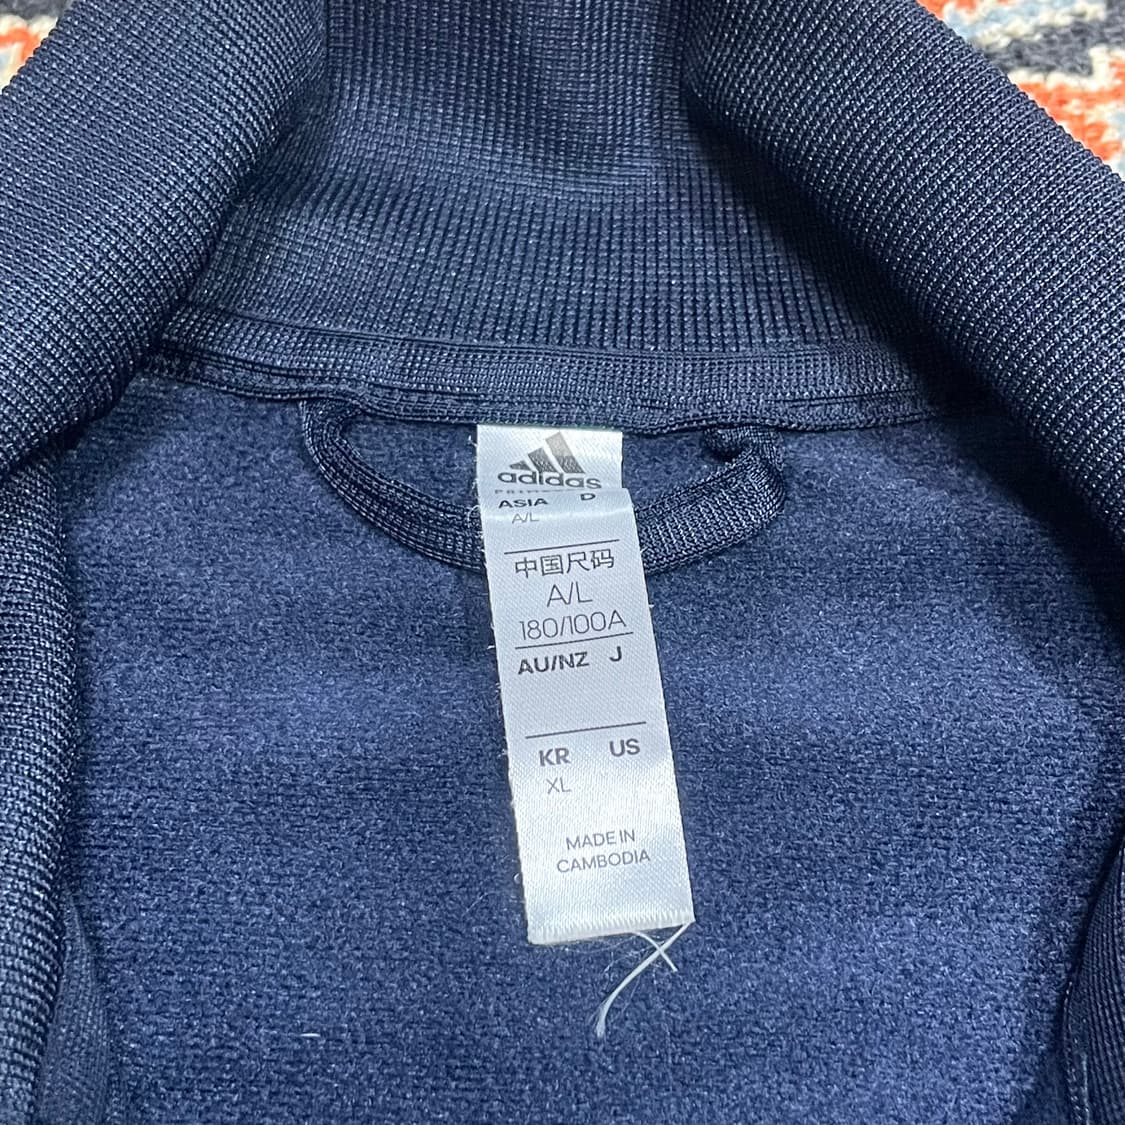 adidas
ASIA D
A/L
中国尺码
A/L
180/100A
AU/NZ J
KR US
XL
MADE IN
CAMBODIA